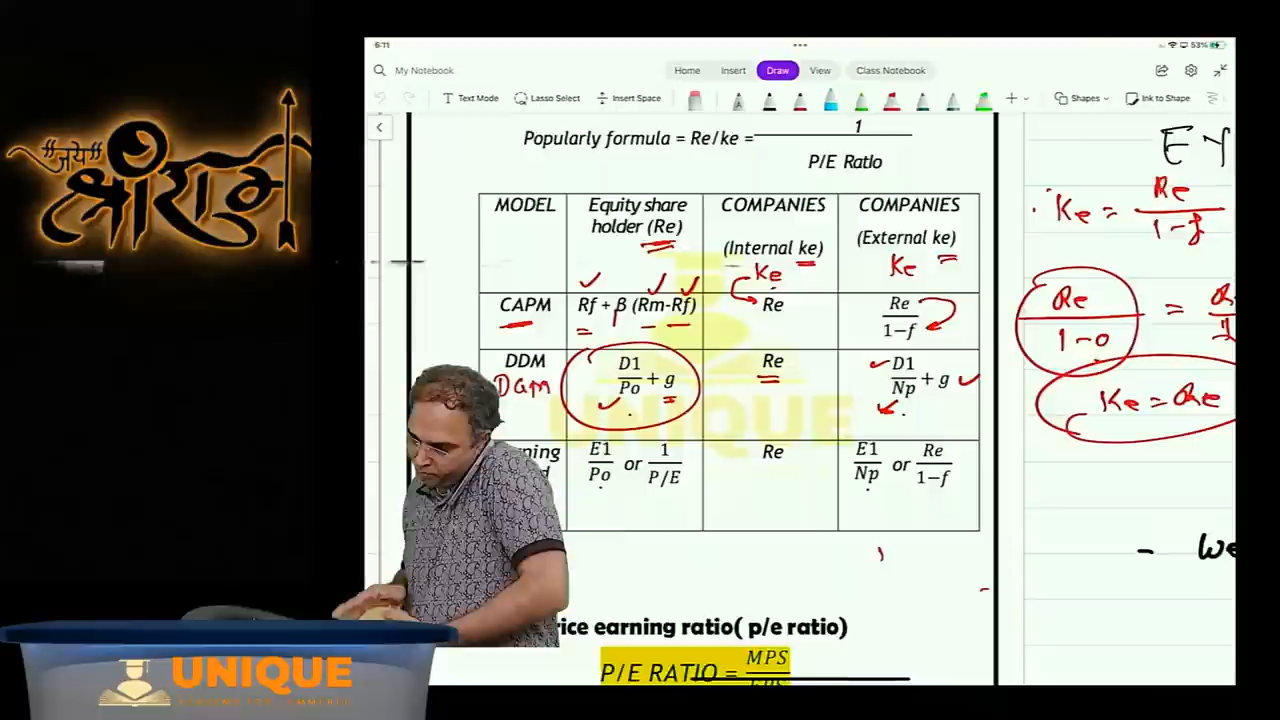 6:11
53%
My Notebook
Home Insert Draw View Class Notebook
Text Mode Lasso Select Insert Space Shapes Ink to Shape
"जय"
श्रीराम
Popularly formula = Re/ke = 1
P/E Ratio
MODEL Equity share holder (Re) COMPANIES (Internal ke) COMPANIES (External ke)
Ke Ke
CAPM Rf + β (Rm-Rf) Re Re
1−f
DDM D1 Re D1
Po + g Np + g
DGM
E1 or 1 Re E1 or Re
Po P/E Np 1−f
Ke = Re
1-f
Re =
1-0
Ke = Re
- We
rice earning ratio( p/e ratio)
P/E RATIO = MPS
UNIQUE
UNIQUE